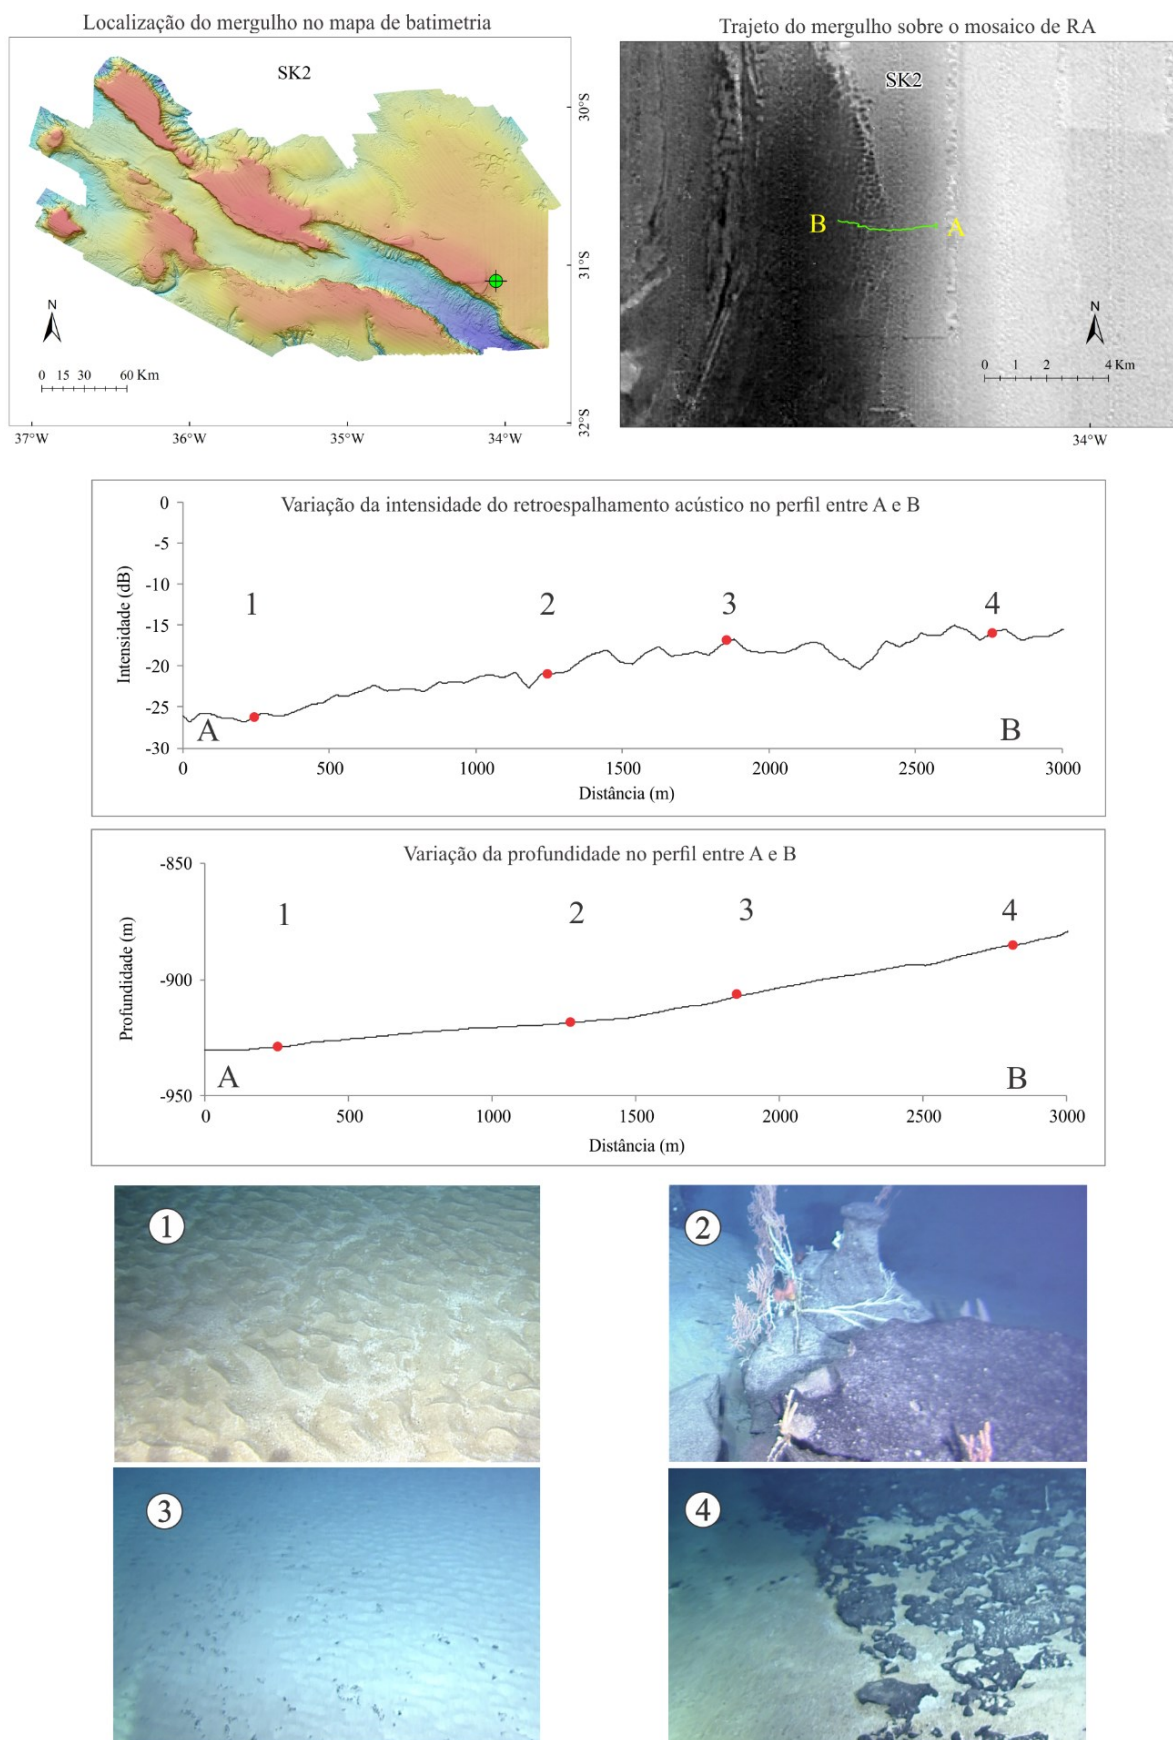 Localização do mergulho no mapa de batimetria
SK2
30°S
31°S
32°S
N
0 15 30 60 Km
37°W 36°W 35°W 34°W
Trajeto do mergulho sobre o mosaico de RA
SK2
B A
N
0 1 2 4 Km
34°W
Variação da intensidade do retroespalhamento acústico no perfil entre A e B
Intensidade (dB)
0
-5
-10
-15
-20
-25
-30
1 2 3 4
A B
0 500 1000 1500 2000 2500 3000
Distância (m)
Variação da profundidade no perfil entre A e B
Profundidade (m)
-850
-900
-950
1 2 3 4
A B
0 500 1000 1500 2000 2500 3000
Distância (m)
1
2
3
4